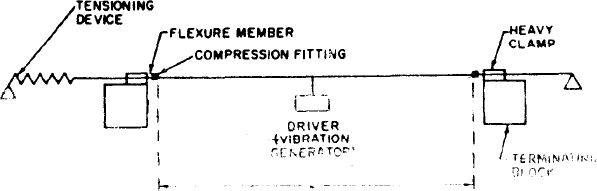 TENSIONING
DEVICE
FLEXURE MEMBER
COMPRESSION FITTING
HEAVY
CLAMP
DRIVER
(VIBRATION
GENERATOR)
TERMINATING
BLOCK